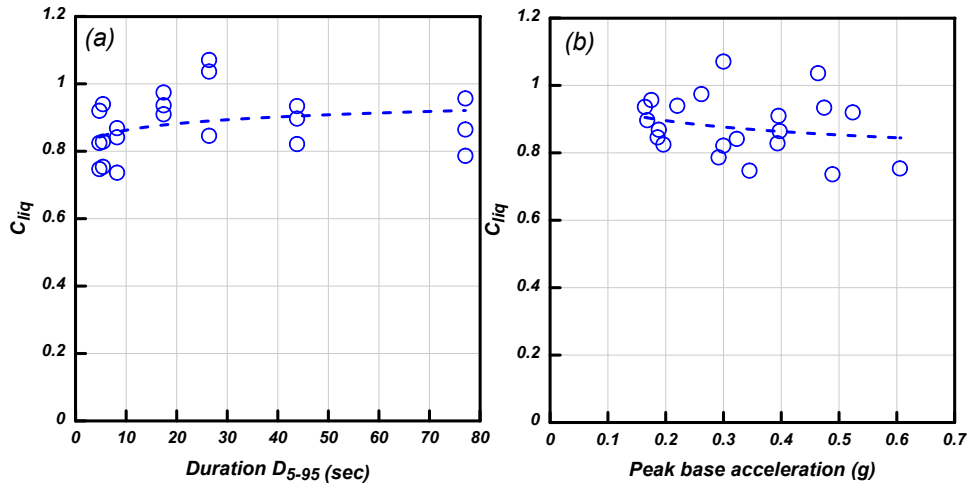 (a)
1.2
1
0.8
0.6
0.4
0.2
0
C_liq
0 10 20 30 40 50 60 70 80
Duration D_5-95 (sec)
(b)
1.2
1
0.8
0.6
0.4
0.2
0
C_liq
0 0.1 0.2 0.3 0.4 0.5 0.6 0.7
Peak base acceleration (g)